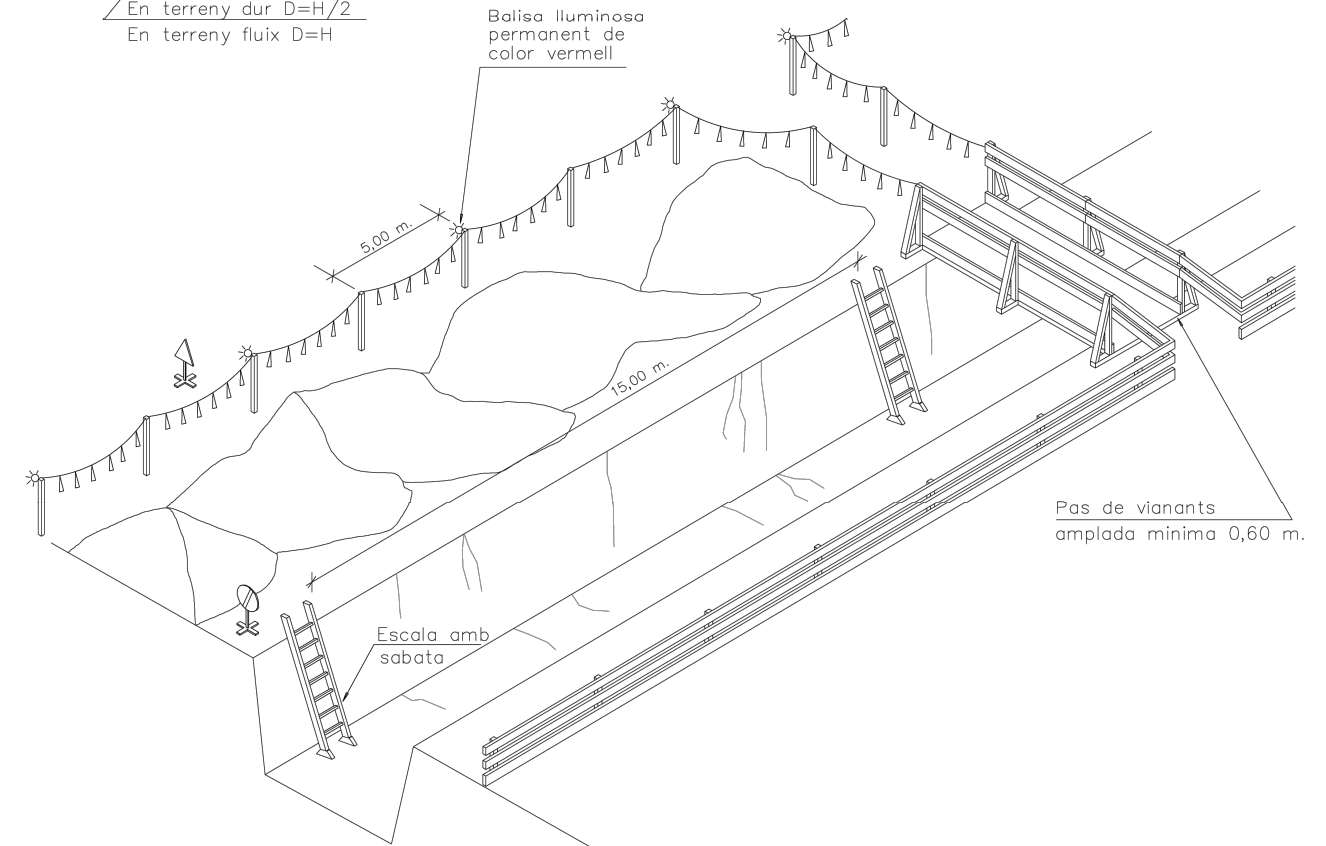 En terreny dur D=H/2
En terreny fluix D=H
Balisa lluminosa
permanent de
color vermell
5,00 m.
15,00 m.
Pas de vianants
amplada minima 0,60 m.
Escala amb
sabata